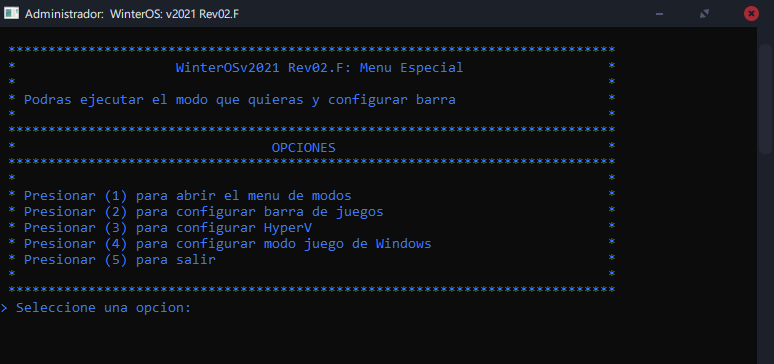 Administrador: WinterOS: v2021 Rev02.F
****************************************************************************
* WinterOSv2021 Rev02.F: Menu Especial *
* *
* Podras ejecutar el modo que quieras y configurar barra *
* *
****************************************************************************
* OPCIONES *
****************************************************************************
* *
* Presionar (1) para abrir el menu de modos *
* Presionar (2) para configurar barra de juegos *
* Presionar (3) para configurar HyperV *
* Presionar (4) para configurar modo juego de Windows *
* Presionar (5) para salir *
* *
****************************************************************************
> Seleccione una opcion: